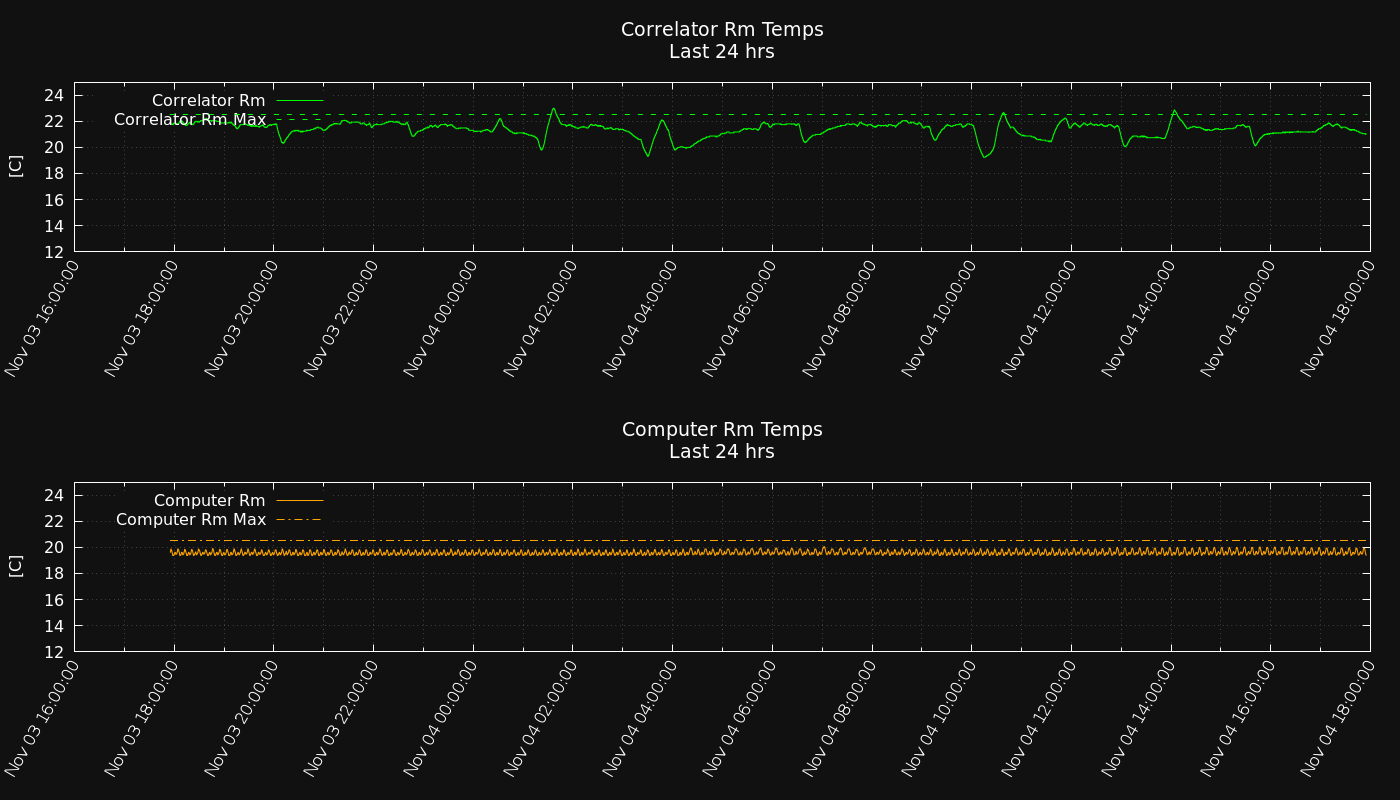 Correlator Rm Temps
Last 24 hrs
24
22
20
18
16
14
12
[C]
Correlator Rm
Correlator Rm Max
Nov 03 16:00:00
Nov 03 18:00:00
Nov 03 20:00:00
Nov 03 22:00:00
Nov 04 00:00:00
Nov 04 02:00:00
Nov 04 04:00:00
Nov 04 06:00:00
Nov 04 08:00:00
Nov 04 10:00:00
Nov 04 12:00:00
Nov 04 14:00:00
Nov 04 16:00:00
Nov 04 18:00:00
Computer Rm Temps
Last 24 hrs
24
22
20
18
16
14
12
[C]
Computer Rm
Computer Rm Max
Nov 03 16:00:00
Nov 03 18:00:00
Nov 03 20:00:00
Nov 03 22:00:00
Nov 04 00:00:00
Nov 04 02:00:00
Nov 04 04:00:00
Nov 04 06:00:00
Nov 04 08:00:00
Nov 04 10:00:00
Nov 04 12:00:00
Nov 04 14:00:00
Nov 04 16:00:00
Nov 04 18:00:00